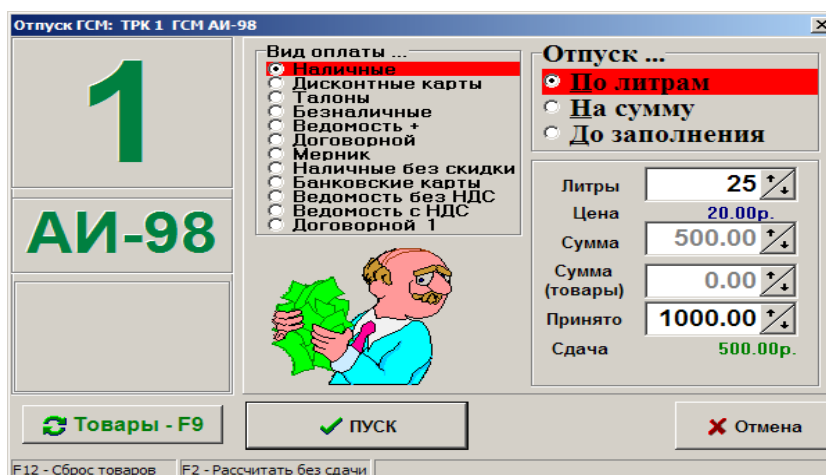 Отпуск ГСМ: ТРК 1 ГСМ АИ-98
1
АИ-98
Вид оплаты ...
Наличные
Дисконтные карты
Талоны
Безналичные
Ведомость +
Договорной
Мерник
Наличные без скидки
Банковские карты
Ведомость без НДС
Ведомость с НДС
Договорной 1
Отпуск ...
По литрам
На сумму
До заполнения
Литры 25
Цена 20.00р.
Сумма 500.00
Сумма
(товары) 0.00
Принято 1000.00
Сдача 500.00р.
Товары - F9
ПУСК
Отмена
F12 - Сброс товаров F2 - Рассчитать без сдачи